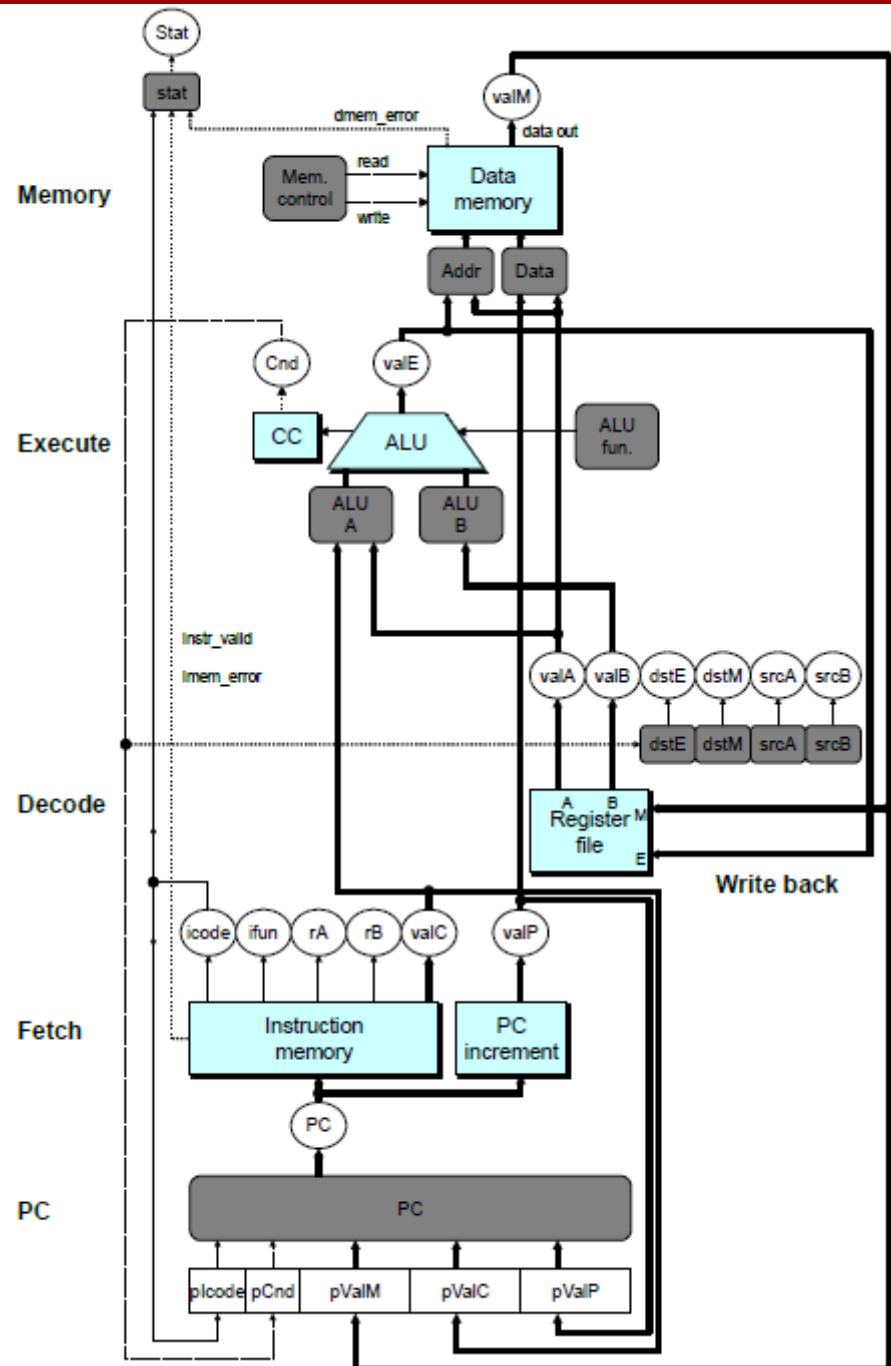 Stat
stat
valM
dmem_error
data out
Mem.
control
read
write
Data
memory
Memory
Addr
Data
Cnd
valE
CC
ALU
ALU
fun.
Execute
ALU
A
ALU
B
Instr_valid
Imem_error
valA
valB
dstE
dstM
srcA
srcB
dstE
dstM
srcA
srcB
Decode
A
B
Register
file
M
E
Write back
icode
ifun
rA
rB
valC
valP
Fetch
Instruction
memory
PC
increment
PC
PC
PC
pIcode
pCnd
pValM
pValC
pValP